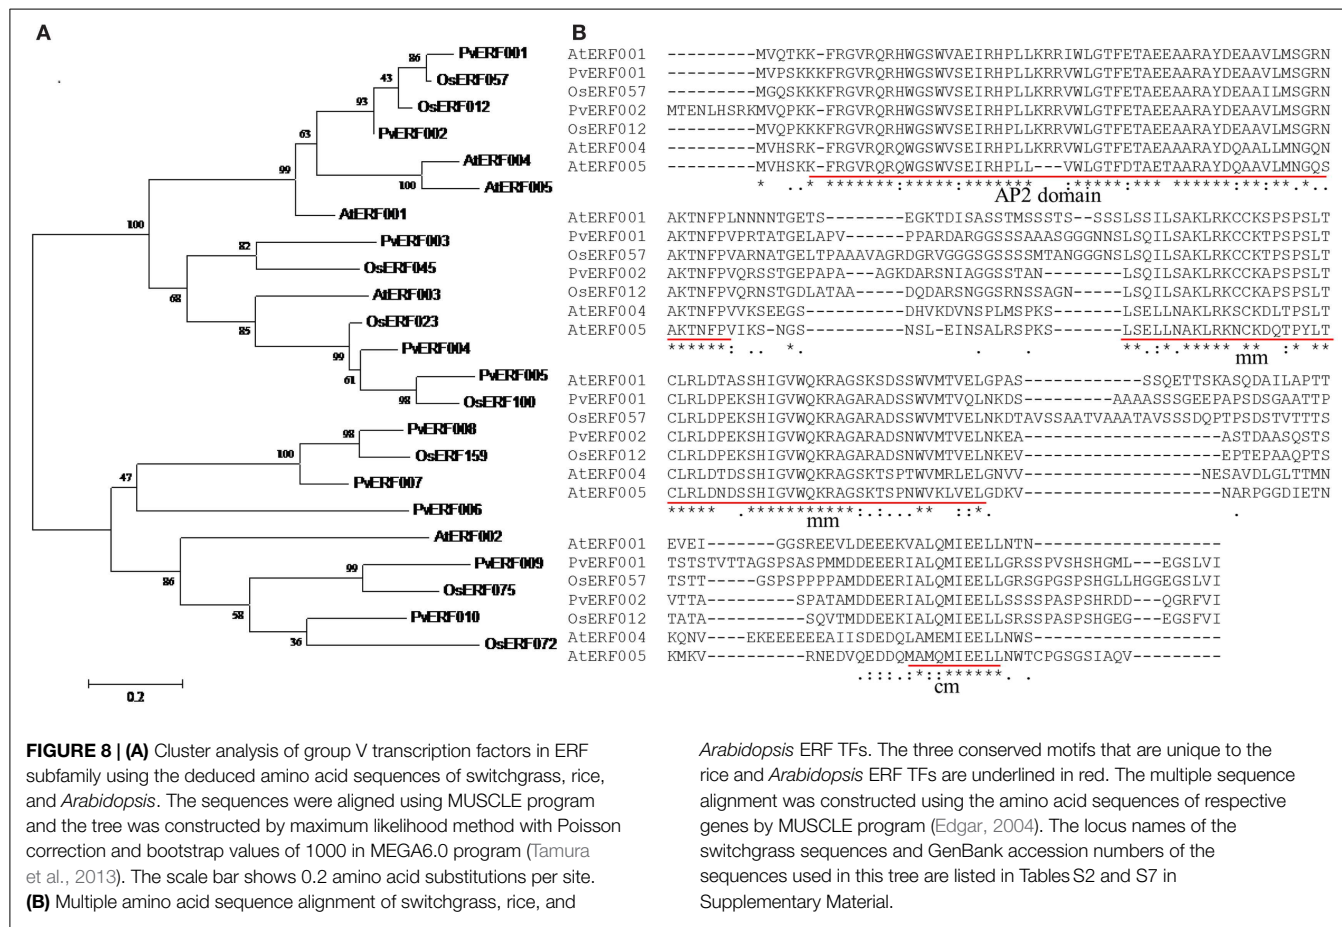 A
PvERF001
86
OsERF057
43
OsERF012
93
PvERF002
63
AtERF004
99
100
AtERF005
AtERF001
100
PvERF003
82
OsERF045
68
AtERF003
85
OsERF023
99
PvERF004
61
PvERF005
98
OsERF100
PvERF008
98
OsERF159
100
PvERF007
47
PvERF006
AtERF002
86
PvERF009
99
OsERF075
58
PvERF010
36
OsERF072
0.2
B
AtERF001 ---------MVQTKK-FRGVRQRHWGSWVAEIRHPLLKRRIWLGTFETAEEAARAYDEAAVLMSGRN
PvERF001 ---------MVPSKKKFRGVRQRHWGSWVSEIRHPLLKRRVWLGTFETAEEAARAYDEAAVLMSGRN
OsERF057 ---------MGQSKKKFRGVRQRHWGSWVSEIRHPLLKRRVWLGTFETAEEAARAYDEAAILMSGRN
PvERF002 MTENLHSRKMVQPKK-FRGVRQRHWGSWVSEIRHPLLKRRVWLGTFETAEEAARAYDEAAVLMSGRN
OsERF012 ---------MVQPKKKFRGVRQRHWGSWVSEIRHPLLKRRVWLGTFETAEEAARAYDEAAVLMSGRN
AtERF004 ---------MVHSRK-FRGVRQRQWGSWVSEIRHPLLKRRVWLGTFETAEAAARAYDQAALLMNGQN
AtERF005 ---------MVHSKK-FRGVRQRQWGSWVSEIRHPLL---VWLGTFDTAETAARAYDQAAVLMNGQS
* ..*:*******:*****:******* :*****:*** ******:**:**.*..
AP2 domain
AtERF001 AKTNFPLNNNNTGETS--------EGKTDISASSTMSSSTS--SSSLSSILSAKLRKCCKSPSPSLT
PvERF001 AKTNFPVPRTATGELAPV------PPARDARGGSSSAAASGGGNNSLSQILSAKLRKCCKTPSPSLT
OsERF057 AKTNFPVARNATGELTPAAAVAGRDGRVGGGSGSSSSMTANGGGNSLSQILSAKLRKCCKTPSPSLT
PvERF002 AKTNFPVQRSSTGEPAPA---AGKDARSNIAGGSSTAN------LSQILSAKLRKCCKAPSPSLT
OsERF012 AKTNFPVQRNSTGDLATAA-----DQDARSNGGSRNSSAGN-----LSQILSAKLRKCCKAPSPSLT
AtERF004 AKTNFPVVKSEEGS----------DHVKDVNSPLMSPKS------LSELLNAKLRKSCKDLTPSLT
AtERF005 AKTNFPVIKS-NGS----------NSL-EINSALRSPKS------LSELLNAKLRKNCKDQTPYLT
******: .. *. . . **.:*.***** ** :* **
mm
AtERF001 CLRLDTASSHIGVWQKRAGSKSDSSWVMTVELGPAS--------------SSQETTSKASQDAILAPTT
PvERF001 CLRLDPEKSHIGVWQKRAGARADSSWVMTVQLNKDS-----------AAAASSSGEEPAPSDSGAATTP
OsERF057 CLRLDPEKSHIGVWQKRAGARADSSWVMTVELNKDTAVSSAATVAAATAVSSSDQPTPSDSTVTTTS
PvERF002 CLRLDPEKSHIGVWQKRAGARADSNWVMTVELNKEA---------------------ASTDAASQSTS
OsERF012 CLRLDPEKSHIGVWQKRAGARADSNWVMTVELNKEV---------------------EPTEPAAQPTS
AtERF004 CLRLDTDSSHIGVWQKRAGSKTSPTWVMRLELGNVV-------------------NESAVDLGLTTMN
AtERF005 CLRLDNDSSHIGVWQKRAGSKTSPNWVKLVELGDKV---------------------NARPGGDIETN
***** .***********::..** ::*. .
mm
AtERF001 EVEI-------GGSREEVLDEEEKVALQMIEELLNTN------------------
PvERF001 TSTSTVTTAGSPSASPMMDDEEERIALQMIEELLGRSSPVSHSHGML--EGSLVI
OsERF057 TSTT------GSPSPPPPAMDDEERIALQMIEELLGRSGPGSPSHGLLHGGEGSLVI
PvERF002 VTTA---------SPATAMDDEERIALQMIEELLSSSSPASPSHRDD--QGRFVI
OsERF012 TATA----------SQVTMDDEEKIALQMIEELLSRSSPASPSHGEG--EGSFVI
AtERF004 KQNV----EKEEEEEEAIISDEDQLAMEMIEELLNWS------------------
AtERF005 KMKV----------RNEDVQEDDQMAMQMIEELLNWTCPGSGSIAQV--------
.:::.:*:******. .
cm
FIGURE 8 | (A) Cluster analysis of group V transcription factors in ERF
subfamily using the deduced amino acid sequences of switchgrass, rice,
and Arabidopsis. The sequences were aligned using MUSCLE program
and the tree was constructed by maximum likelihood method with Poisson
correction and bootstrap values of 1000 in MEGA6.0 program (Tamura
et al., 2013). The scale bar shows 0.2 amino acid substitutions per site.
(B) Multiple amino acid sequence alignment of switchgrass, rice, and
Arabidopsis ERF TFs. The three conserved motifs that are unique to the
rice and Arabidopsis ERF TFs are underlined in red. The multiple sequence
alignment was constructed using the amino acid sequences of respective
genes by MUSCLE program (Edgar, 2004). The locus names of the
switchgrass sequences and GenBank accession numbers of the
sequences used in this tree are listed in Tables S2 and S7 in
Supplementary Material.